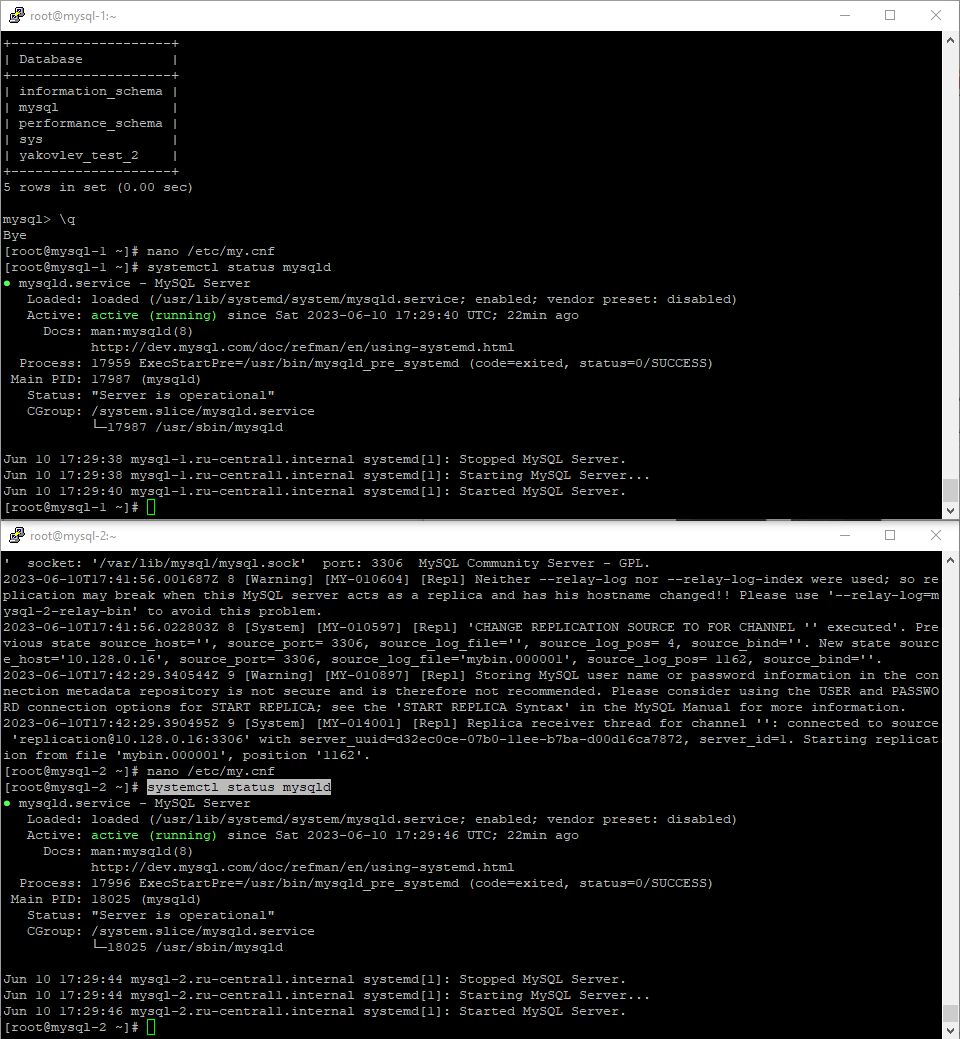 root@mysql-1:~
+--------------------+
| Database           |
+--------------------+
| information_schema |
| mysql              |
| performance_schema |
| sys                |
| yakovlev_test_2    |
+--------------------+
5 rows in set (0.00 sec)
mysql> \q
Bye
[root@mysql-1 ~]# nano /etc/my.cnf
[root@mysql-1 ~]# systemctl status mysqld
● mysqld.service - MySQL Server
   Loaded: loaded (/usr/lib/systemd/system/mysqld.service; enabled; vendor preset: disabled)
   Active: active (running) since Sat 2023-06-10 17:29:40 UTC; 22min ago
     Docs: man:mysqld(8)
           http://dev.mysql.com/doc/refman/en/using-systemd.html
  Process: 17959 ExecStartPre=/usr/bin/mysqld_pre_systemd (code=exited, status=0/SUCCESS)
 Main PID: 17987 (mysqld)
   Status: "Server is operational"
   CGroup: /system.slice/mysqld.service
           └─17987 /usr/sbin/mysqld
Jun 10 17:29:38 mysql-1.ru-central1.internal systemd[1]: Stopped MySQL Server.
Jun 10 17:29:38 mysql-1.ru-central1.internal systemd[1]: Starting MySQL Server...
Jun 10 17:29:40 mysql-1.ru-central1.internal systemd[1]: Started MySQL Server.
[root@mysql-1 ~]#
root@mysql-2:~
'  socket: '/var/lib/mysql/mysql.sock'  port: 3306  MySQL Community Server - GPL.
2023-06-10T17:41:56.001687Z 8 [Warning] [MY-010604] [Repl] Neither --relay-log nor --relay-log-index were used; so re
plication may break when this MySQL server acts as a replica and has his hostname changed!! Please use '--relay-log=m
ysql-2-relay-bin' to avoid this problem.
2023-06-10T17:41:56.022803Z 8 [System] [MY-010597] [Repl] 'CHANGE REPLICATION SOURCE TO FOR CHANNEL '' executed'. Pre
vious state source_host='', source_port= 3306, source_log_file='', source_log_pos= 4, source_bind=''. New state sourc
e_host='10.128.0.16', source_port= 3306, source_log_file='mybin.000001', source_log_pos= 1162, source_bind=''.
2023-06-10T17:42:29.340544Z 9 [Warning] [MY-010897] [Repl] Storing MySQL user name or password information in the con
nection metadata repository is not secure and is therefore not recommended. Please consider using the USER and PASSWO
RD connection options for START REPLICA; see the 'START REPLICA Syntax' in the MySQL Manual for more information.
2023-06-10T17:42:29.390495Z 9 [System] [MY-014001] [Repl] Replica receiver thread for channel '': connected to source
 'replication@10.128.0.16:3306' with server_uuid=d32ec0ce-07b0-11ee-b7ba-d00d16ca7872, server_id=1. Starting replicat
ion from file 'mybin.000001', position '1162'.
[root@mysql-2 ~]# nano /etc/my.cnf
[root@mysql-2 ~]# systemctl status mysqld
● mysqld.service - MySQL Server
   Loaded: loaded (/usr/lib/systemd/system/mysqld.service; enabled; vendor preset: disabled)
   Active: active (running) since Sat 2023-06-10 17:29:46 UTC; 22min ago
     Docs: man:mysqld(8)
           http://dev.mysql.com/doc/refman/en/using-systemd.html
  Process: 17996 ExecStartPre=/usr/bin/mysqld_pre_systemd (code=exited, status=0/SUCCESS)
 Main PID: 18025 (mysqld)
   Status: "Server is operational"
   CGroup: /system.slice/mysqld.service
           └─18025 /usr/sbin/mysqld
Jun 10 17:29:44 mysql-2.ru-central1.internal systemd[1]: Stopped MySQL Server.
Jun 10 17:29:44 mysql-2.ru-central1.internal systemd[1]: Starting MySQL Server...
Jun 10 17:29:46 mysql-2.ru-central1.internal systemd[1]: Started MySQL Server.
[root@mysql-2 ~]#